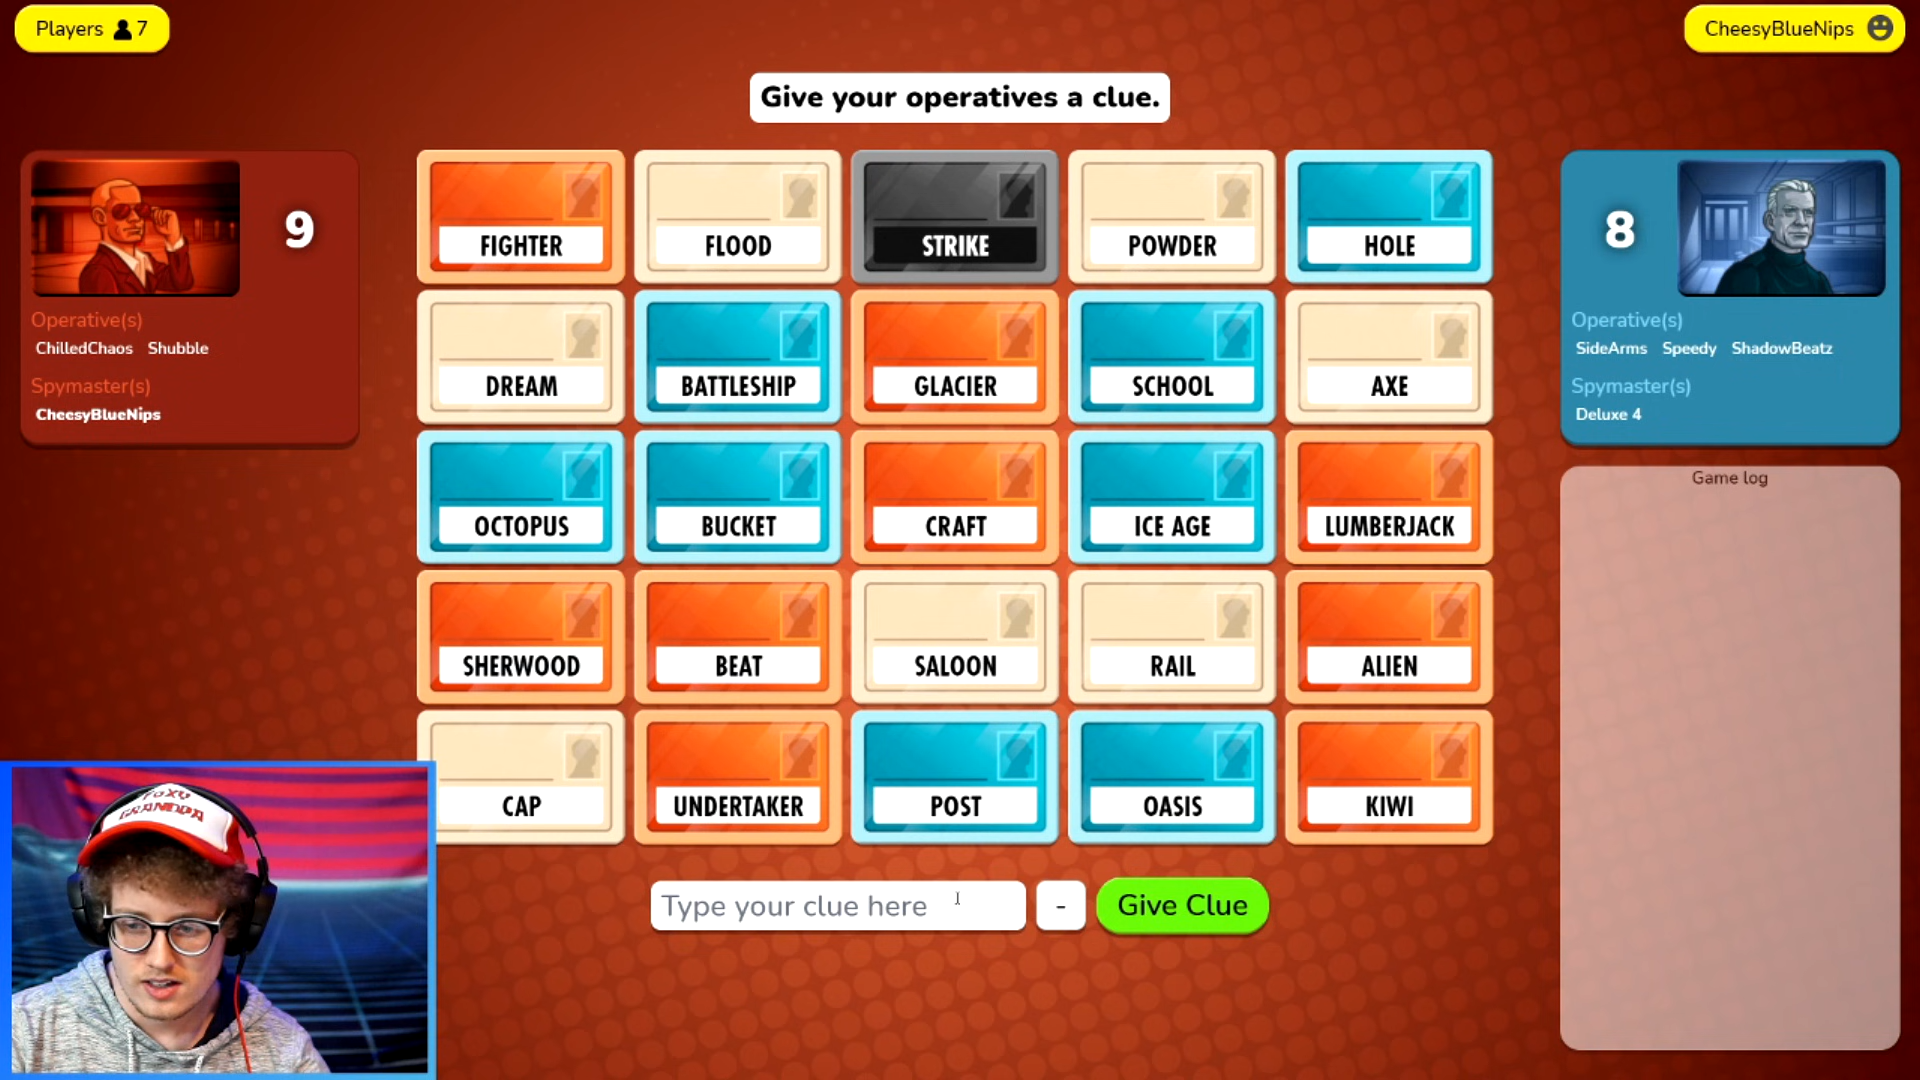 Players 7
CheesyBlueNips
Give your operatives a clue.
9
Operative(s)
ChilledChaos Shubble
Spymaster(s)
CheesyBlueNips
8
Operative(s)
SideArms Speedy ShadowBeatz
Spymaster(s)
Deluxe 4
Game log
FIGHTER FLOOD STRIKE POWDER HOLE
DREAM BATTLESHIP GLACIER SCHOOL AXE
OCTOPUS BUCKET CRAFT ICE AGE LUMBERJACK
SHERWOOD BEAT SALOON RAIL ALIEN
CAP UNDERTAKER POST OASIS KIWI
Type your clue here - Give Clue
FOXY
GRANDPA